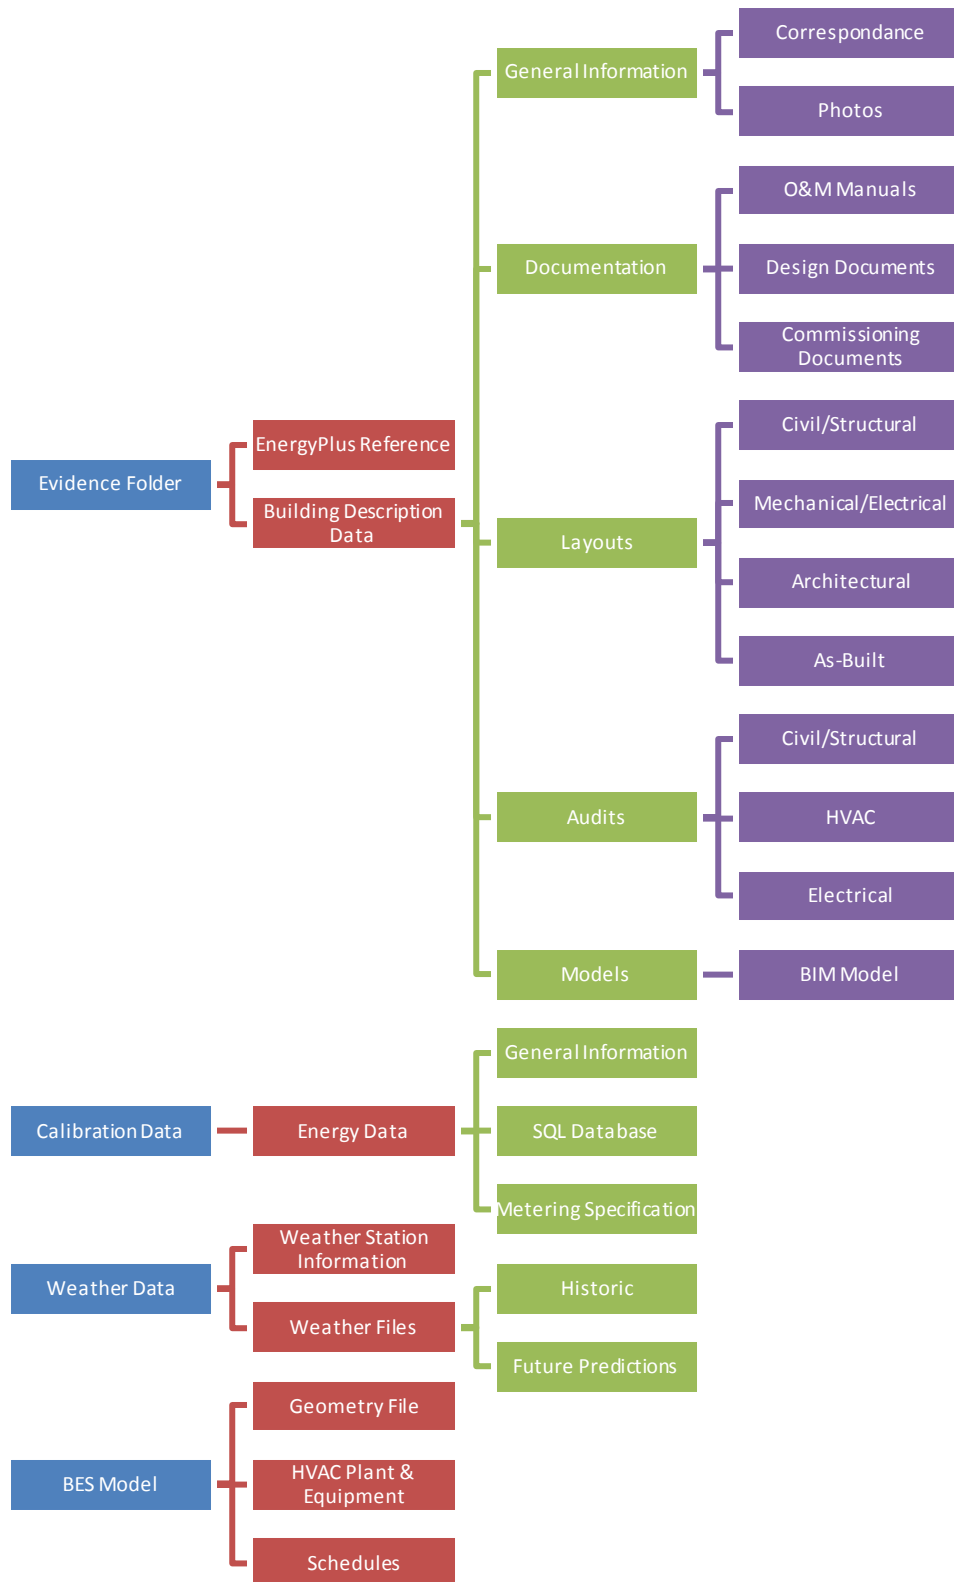 Correspondance
General Information
Photos
O&M Manuals
Documentation
Design Documents
Commissioning
Documents
Civil/Structural
EnergyPlus Reference
Evidence Folder
Mechanical/Electrical
Building Description
Data
Layouts
Architectural
As-Built
Civil/Structural
Audits
HVAC
Electrical
Models
BIM Model
General Information
Calibration Data
Energy Data
SQL Database
Metering Specification
Weather Station
Information
Weather Data
Historic
Weather Files
Future Predictions
Geometry File
BES Model
HVAC Plant &
Equipment
Schedules